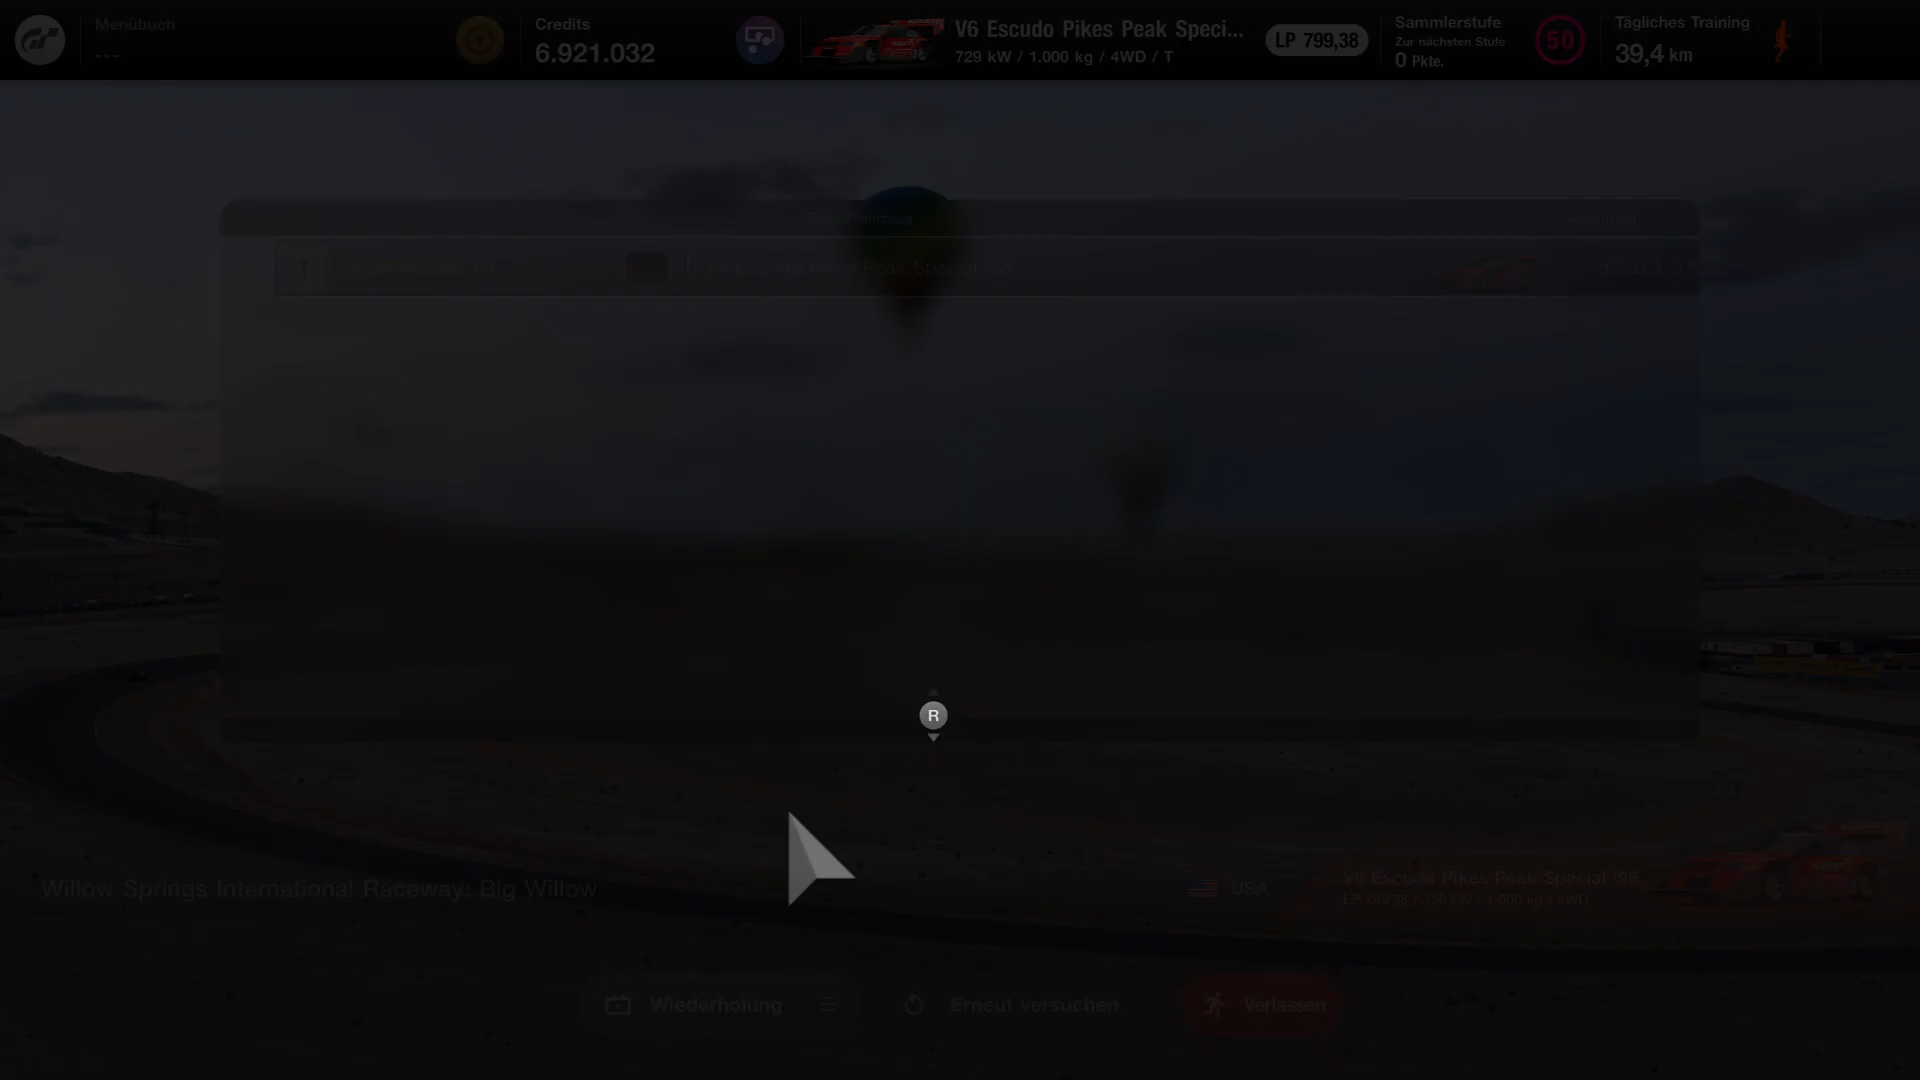 Menübuch
---
Credits
6.921.032
V6 Escudo Pikes Peak Speci...
729 kW / 1.000 kg / 4WD / T
LP 799,38
Sammlerstufe
Zur nächsten Stufe
0 Pkte.
50
Tägliches Training
39,4 km
1
R
Willow Springs International Raceway: Big Willow
USA
V6 Escudo Pikes Peak Special '98
Wiederholung
Erneut versuchen
Verlassen